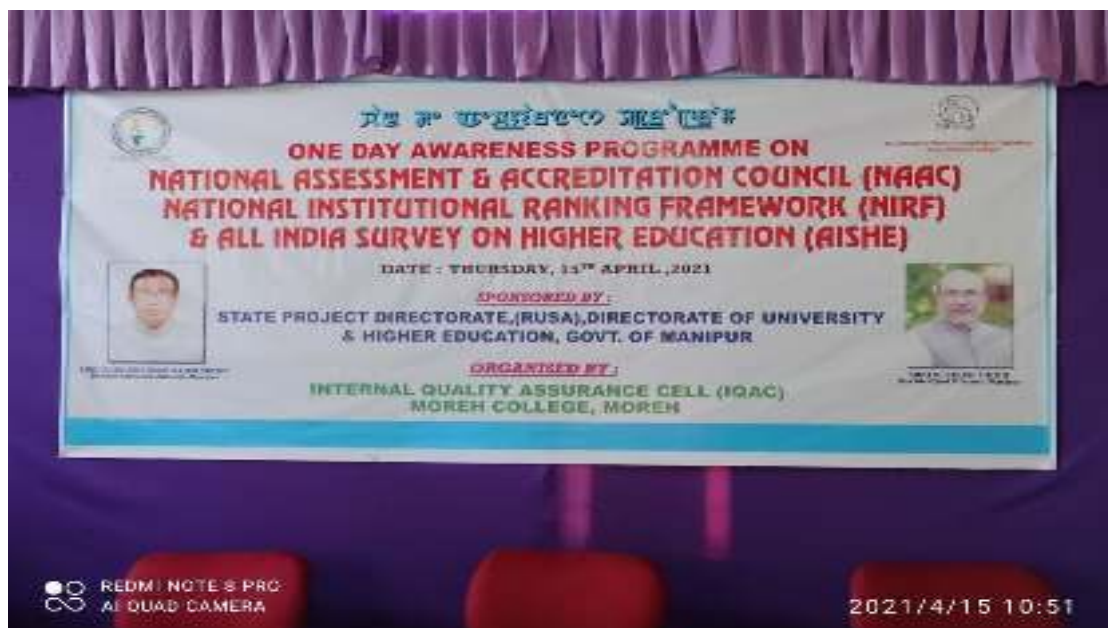 ONE DAY AWARENESS PROGRAMME ON
NATIONAL ASSESSMENT & ACCREDITATION COUNCIL (NAAC)
NATIONAL INSTITUTIONAL RANKING FRAMEWORK (NIRF)
& ALL INDIA SURVEY ON HIGHER EDUCATION (AISHE)
DATE : THURSDAY, 15TH APRIL ,2021
SPONSORED BY :
STATE PROJECT DIRECTORATE,(RUSA),DIRECTORATE OF UNIVERSITY
& HIGHER EDUCATION, GOVT. OF MANIPUR
ORGANISED BY :
INTERNAL QUALITY ASSURANCE CELL (IQAC)
MOREH COLLEGE, MOREH
REDMI NOTE 8 PRO
AI QUAD CAMERA
2021/4/15 10:51